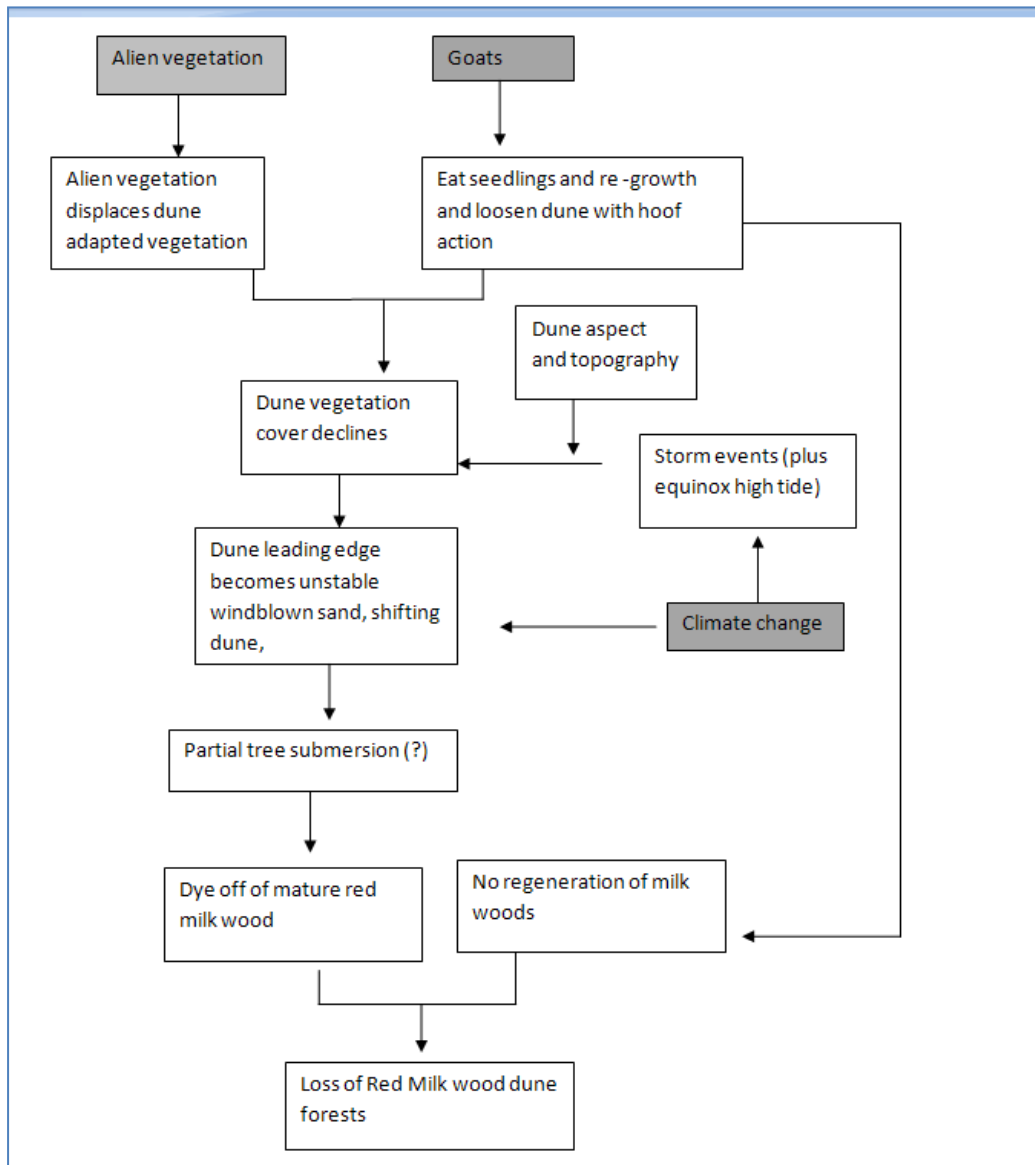 Alien vegetation
Goats
Alien vegetation
displaces dune
adapted vegetation
Eat seedlings and re -growth
and loosen dune with hoof
action
Dune aspect
and topography
Dune vegetation
cover declines
Storm events (plus
equinox high tide)
Dune leading edge
becomes unstable
windblown sand, shifting
dune,
Climate change
Partial tree submersion (?)
Dye off of mature red
milk wood
No regeneration of milk
woods
Loss of Red Milk wood dune
forests